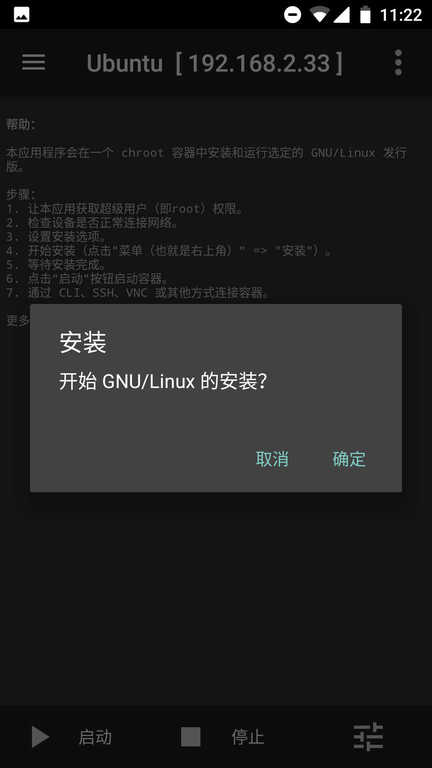 11:22
Ubuntu [ 192.168.2.33 ]
帮助：
本应用程序会在一个 chroot 容器中安装和运行选定的 GNU/Linux 发行
版。
步骤：
1. 让本应用获取超级用户（即root）权限。
2. 检查设备是否正常连接网络。
3. 设置安装选项。
4. 开始安装（点击"菜单（也就是右上角）" => "安装"）。
5. 等待安装完成。
6. 点击"启动"按钮启动容器。
7. 通过 CLI、SSH、VNC 或其他方式连接容器。
更多
安装
开始 GNU/Linux 的安装？
取消
确定
启动
停止